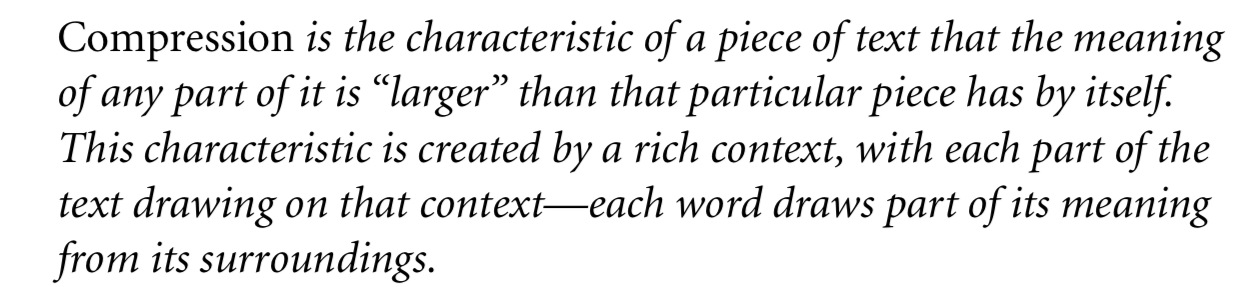 Compression is the characteristic of a piece of text that the meaning
of any part of it is “larger” than that particular piece has by itself.
This characteristic is created by a rich context, with each part of the
text drawing on that context—each word draws part of its meaning
from its surroundings.